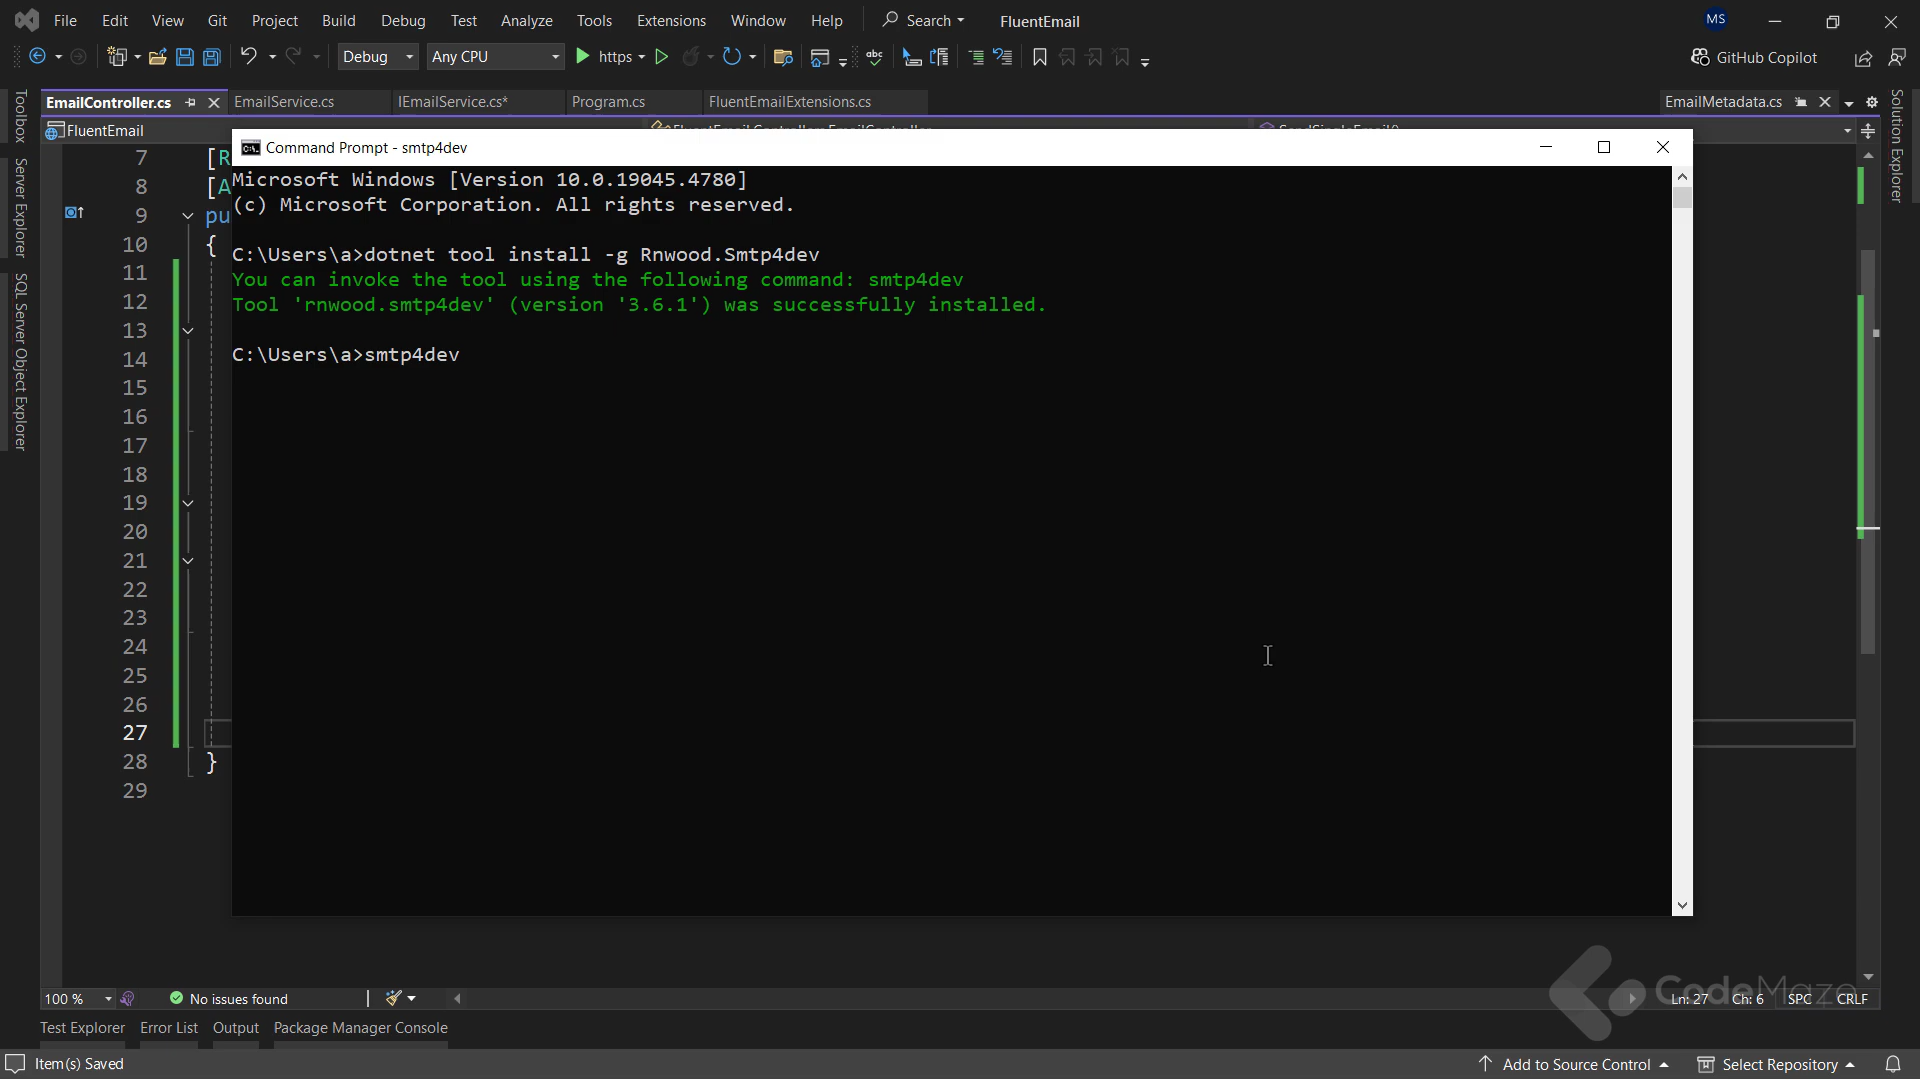 File Edit View Git Project Build Debug Test Analyze Tools Extensions Window Help Search FluentEmail MS
Debug Any CPU https GitHub Copilot
EmailController.cs EmailService.cs IEmailService.cs* Program.cs FluentEmailExtensions.cs EmailMetadata.cs
FluentEmail
Toolbox
Server Explorer
SQL Server Object Explorer
Solution Explorer
Command Prompt - smtp4dev
Microsoft Windows [Version 10.0.19045.4780]
(c) Microsoft Corporation. All rights reserved.
C:\Users\a>dotnet tool install -g Rnwood.Smtp4dev
You can invoke the tool using the following command: smtp4dev
Tool 'rnwood.smtp4dev' (version '3.6.1') was successfully installed.
C:\Users\a>smtp4dev
7 [R
8 [A
9 pu
10 {
11
12
13
14
15
16
17
18
19
20
21
22
23
24
25
26
27
28 }
29
100 % No issues found Ln: 27 Ch: 6 SPC CRLF
CodeMaze
Test Explorer Error List Output Package Manager Console
Item(s) Saved Add to Source Control Select Repository